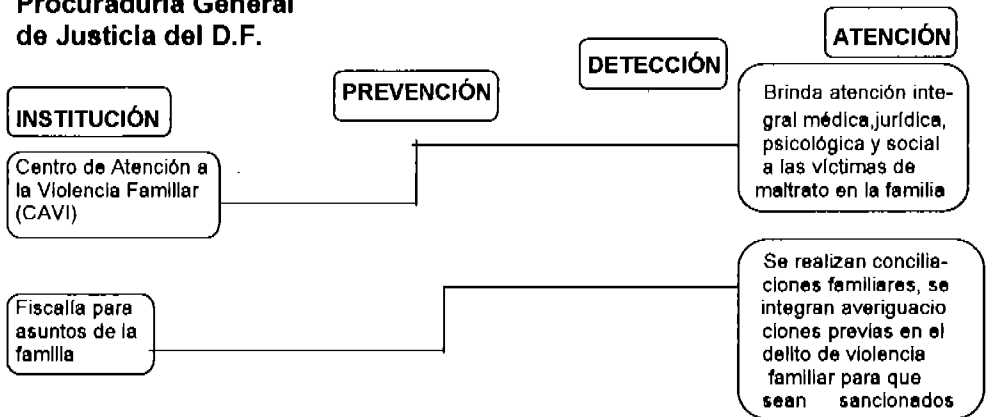 Procuraduría General
de Justicia del D.F.
ATENCIÓN
DETECCIÓN
PREVENCIÓN
INSTITUCIÓN
Centro de Atención a
la Violencia Familiar
(CAVI)
Brinda atención inte-
gral médica,jurídica,
psicológica y social
a las víctimas de
maltrato en la familia
Fiscalía para
asuntos de la
familia
Se realizan concilia-
ciones familiares, se
integran averiguacio
ciones previas en el
delito de violencia
familiar para que
sean sancionados